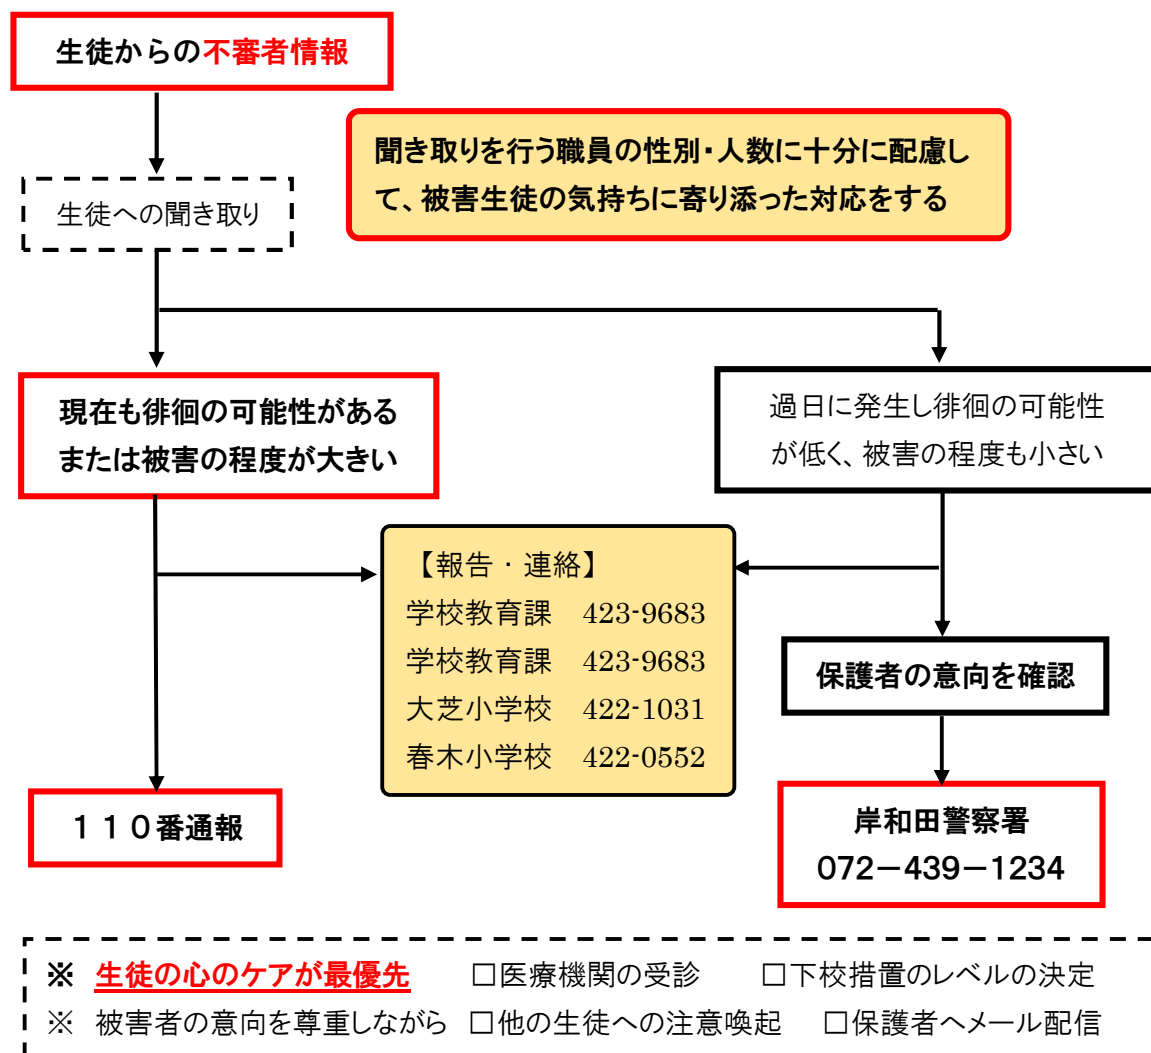 生徒からの不審者情報
聞き取りを行う職員の性別・人数に十分に配慮し
て、被害生徒の気持ちに寄り添った対応をする
生徒への聞き取り
現在も徘徊の可能性がある
または被害の程度が大きい
過日に発生し徘徊の可能性
が低く、被害の程度も小さい
【報告・連絡】
学校教育課　423-9683
学校教育課　423-9683
大芝小学校　422-1031
春木小学校　422-0552
保護者の意向を確認
１１０番通報
岸和田警察署
072－439－1234
※ 生徒の心のケアが最優先　□医療機関の受診　□下校措置のレベルの決定
※ 被害者の意向を尊重しながら　□他の生徒への注意喚起　□保護者へメール配信